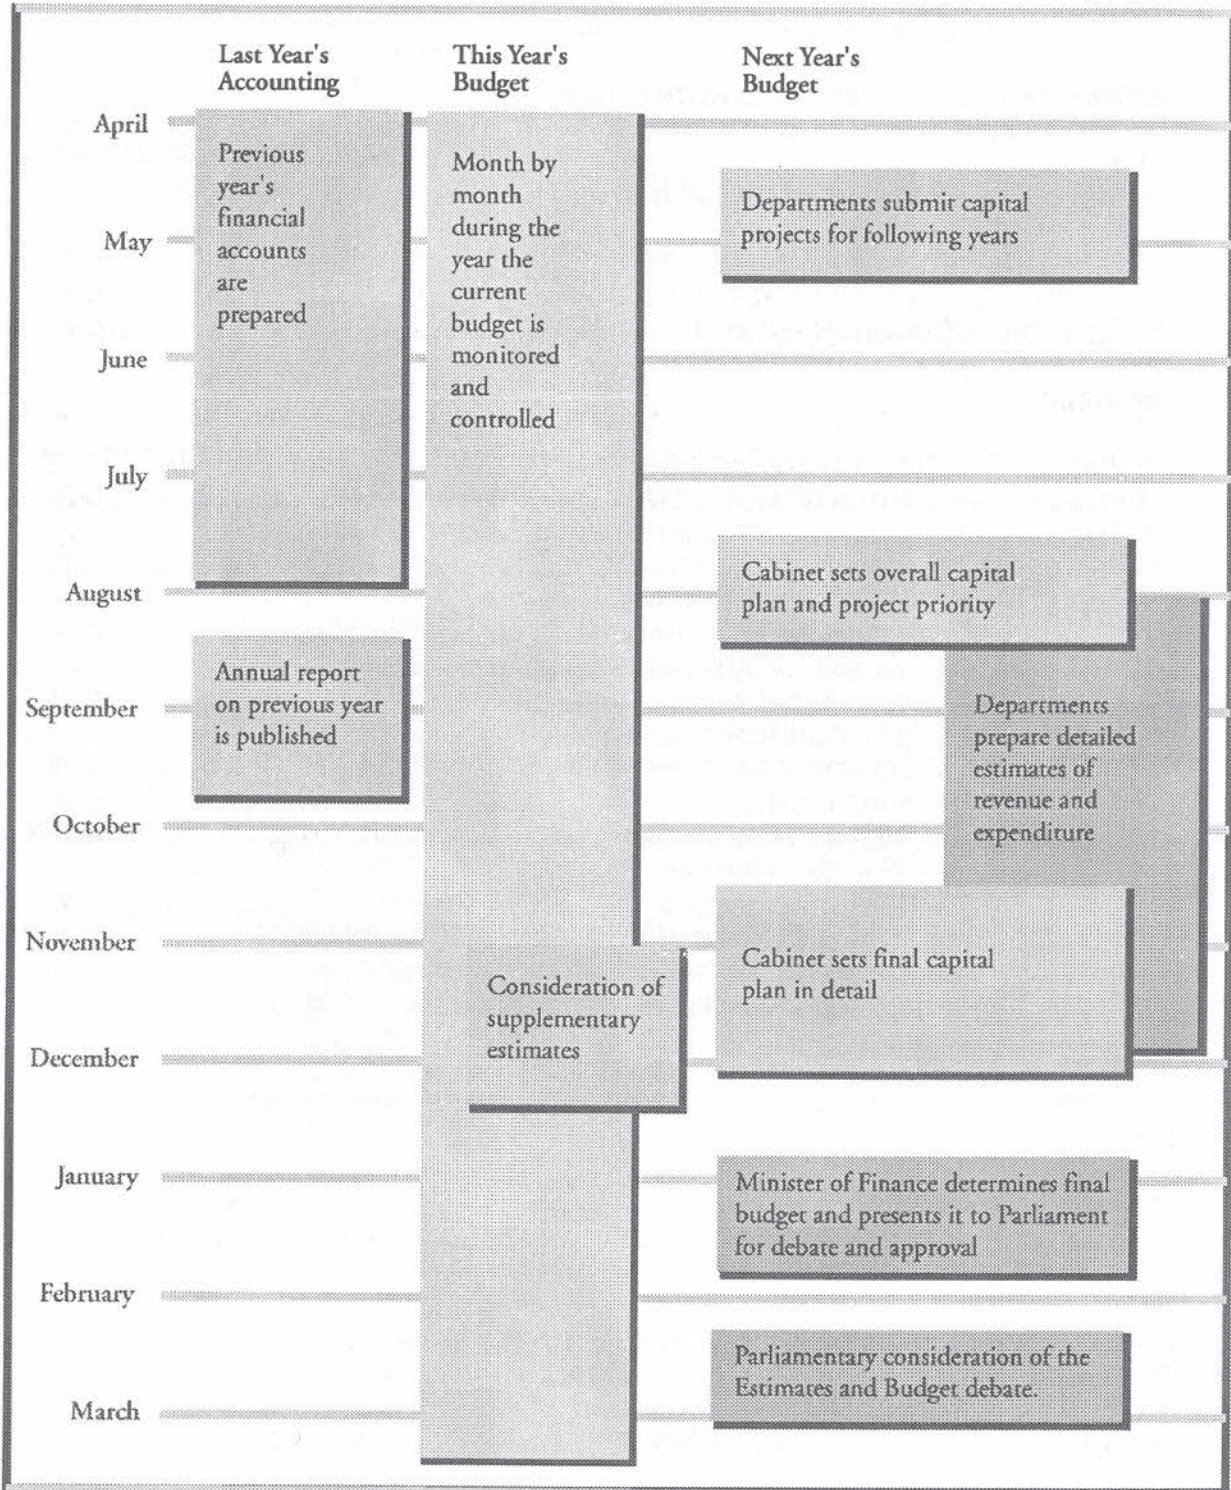 Last Year's
Accounting
This Year's
Budget
Next Year's
Budget
April
May
June
July
August
September
October
November
December
January
February
March
Previous
year's
financial
accounts
are
prepared
Annual report
on previous year
is published
Month by
month
during the
year the
current
budget is
monitored
and
controlled
Consideration of
supplementary
estimates
Departments submit capital
projects for following years
Cabinet sets overall capital
plan and project priority
Departments
prepare detailed
estimates of
revenue and
expenditure
Cabinet sets final capital
plan in detail
Minister of Finance determines final
budget and presents it to Parliament
for debate and approval
Parliamentary consideration of the
Estimates and Budget debate.